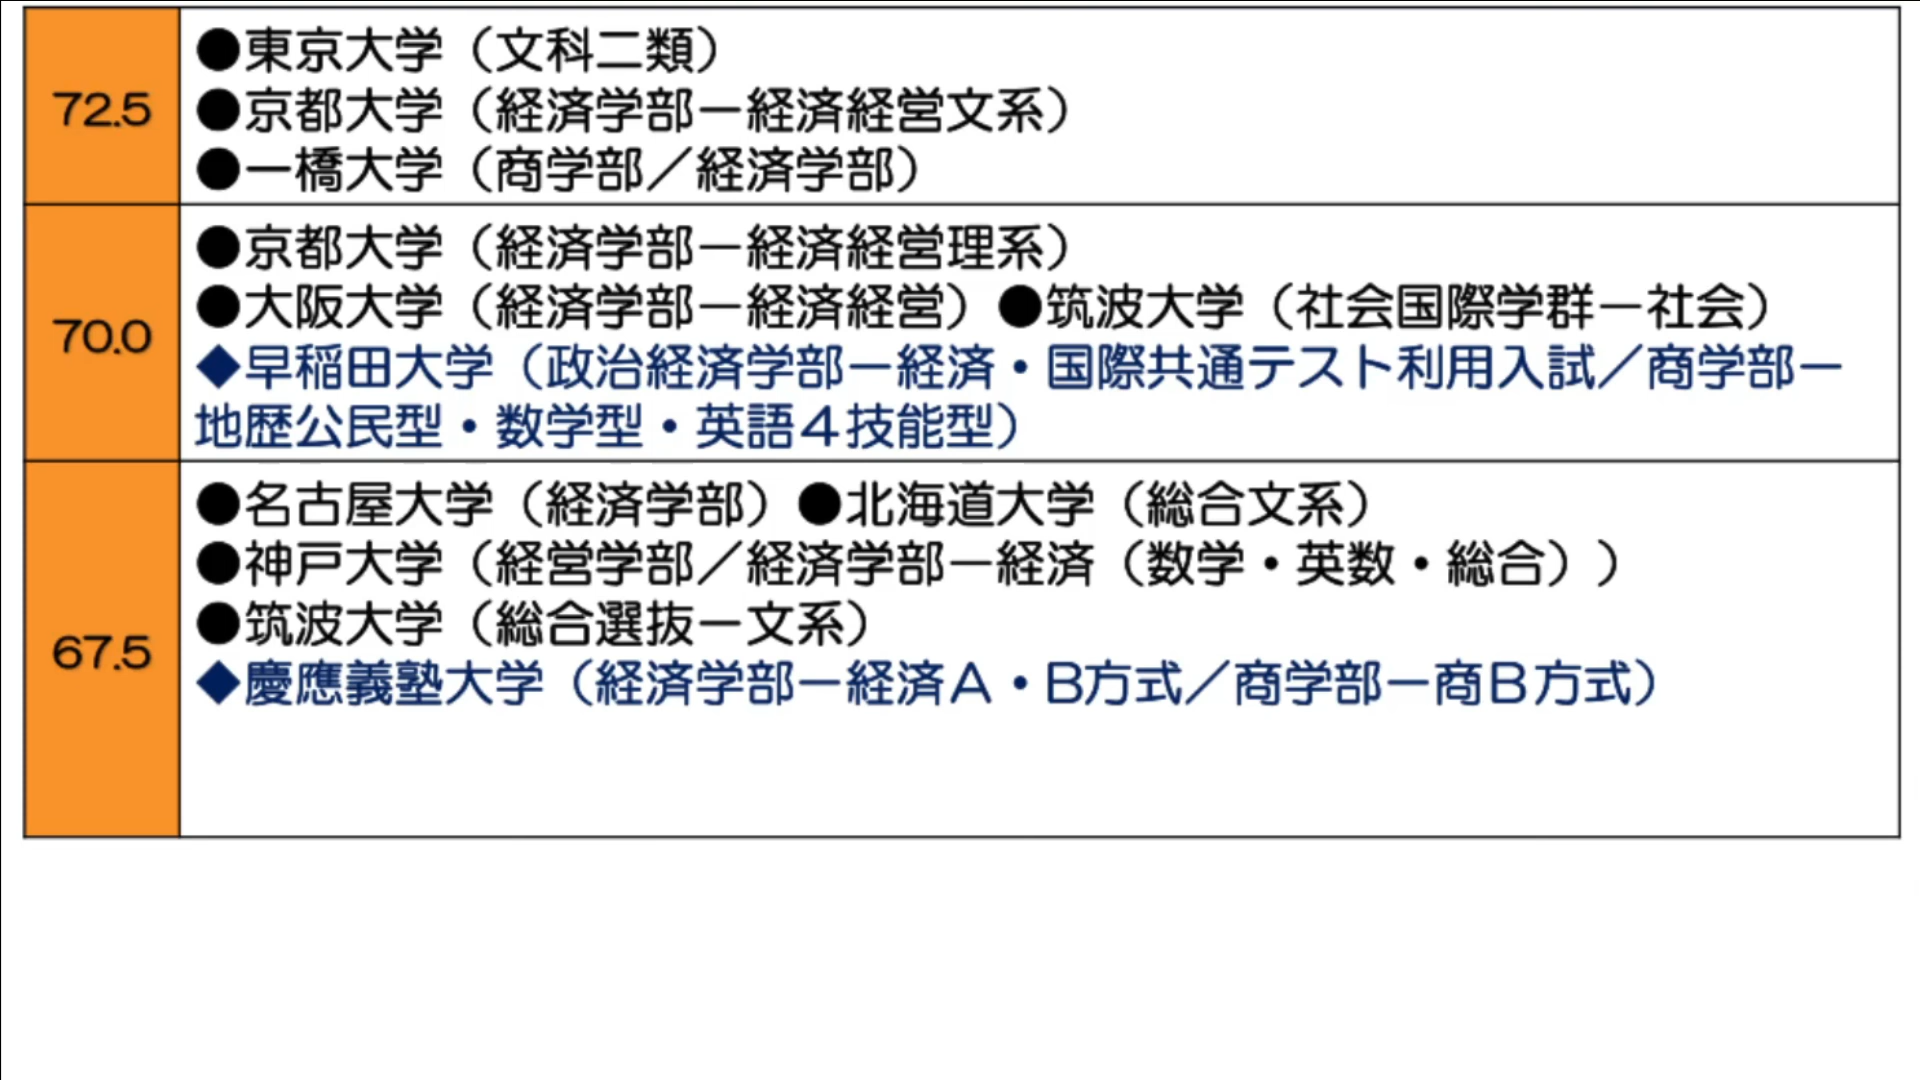 72.5
●東京大学（文科二類）
●京都大学（経済学部ー経済経営文系）
●一橋大学（商学部／経済学部）
70.0
●京都大学（経済学部ー経済経営理系）
●大阪大学（経済学部ー経済経営）●筑波大学（社会国際学群ー社会）
◆早稲田大学（政治経済学部ー経済・国際共通テスト利用入試／商学部ー
地歴公民型・数学型・英語４技能型）
67.5
●名古屋大学（経済学部）●北海道大学（総合文系）
●神戸大学（経営学部／経済学部ー経済（数学・英数・総合））
●筑波大学（総合選抜ー文系）
◆慶應義塾大学（経済学部ー経済Ａ・B方式／商学部ー商Ｂ方式）